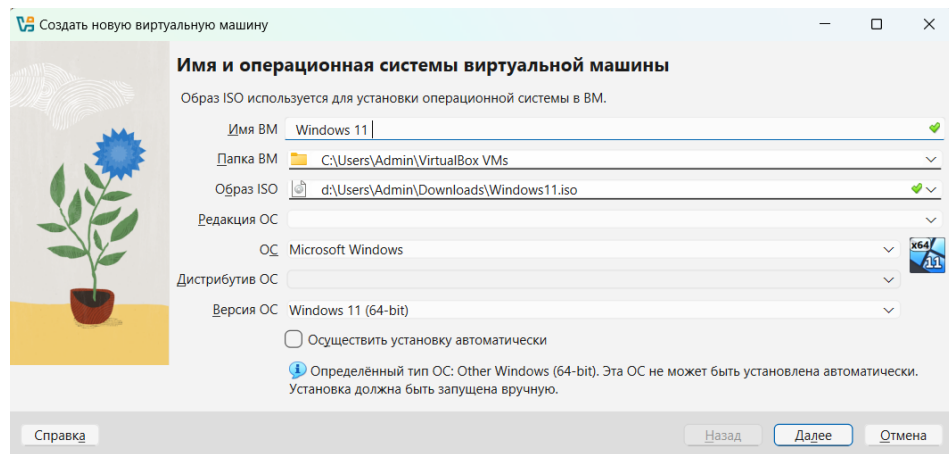 Создать новую виртуальную машину
Имя и операционная системы виртуальной машины
Образ ISO используется для установки операционной системы в ВМ.
Имя ВМ Windows 11
Папка ВМ C:\Users\Admin\VirtualBox VMs
Образ ISO d:\Users\Admin\Downloads\Windows11.iso
Редакция ОС
ОС Microsoft Windows
x64
11
Дистрибутив ОС
Версия ОС Windows 11 (64-bit)
Осуществить установку автоматически
Определённый тип ОС: Other Windows (64-bit). Эта ОС не может быть установлена автоматически.
Установка должна быть запущена вручную.
Справка Назад Далее Отмена